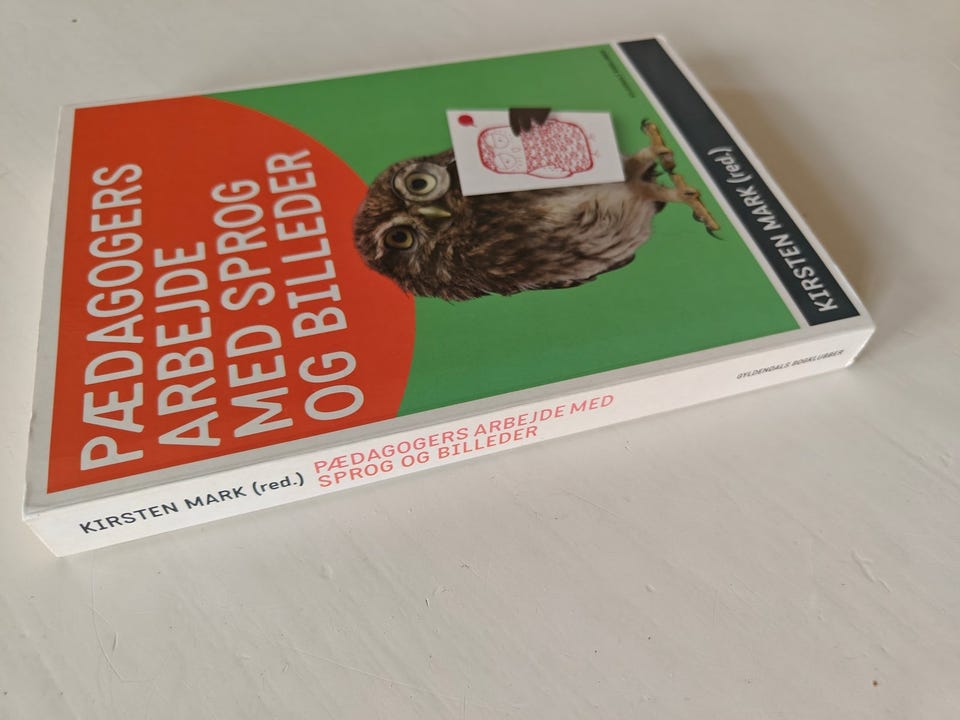 PÆDAGOGERS
ARBEJDE
MED SPROG
OG BILLEDER
KIRSTEN MARK (red.)
KIRSTEN MARK (red.)
PÆDAGOGERS ARBEJDE MED
SPROG OG BILLEDER
GYLDENDALS BOGKLUBBER